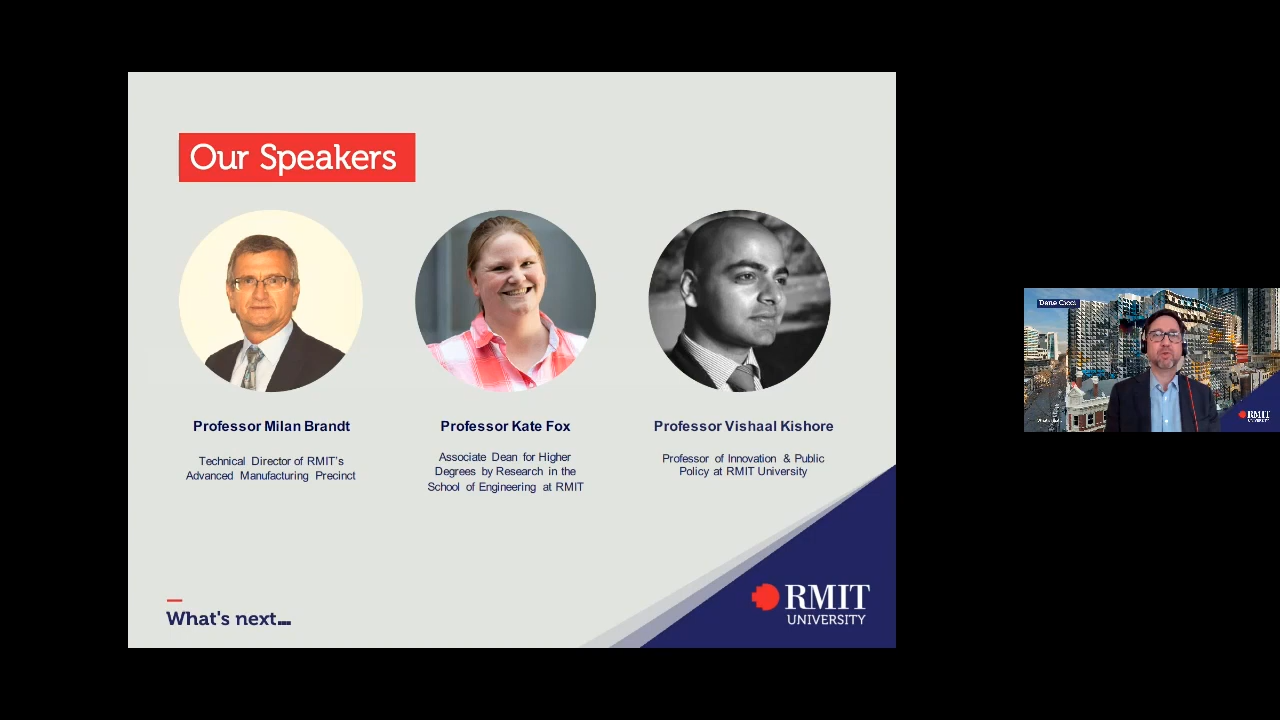 Our Speakers
Professor Milan Brandt
Technical Director of RMIT's
Advanced Manufacturing Precinct
Professor Kate Fox
Associate Dean for Higher
Degrees by Research in the
School of Engineering at RMIT
Professor Vishaal Kishore
Professor of Innovation & Public
Policy at RMIT University
What's next...
RMIT
UNIVERSITY
RMIT
UNIVERSITY